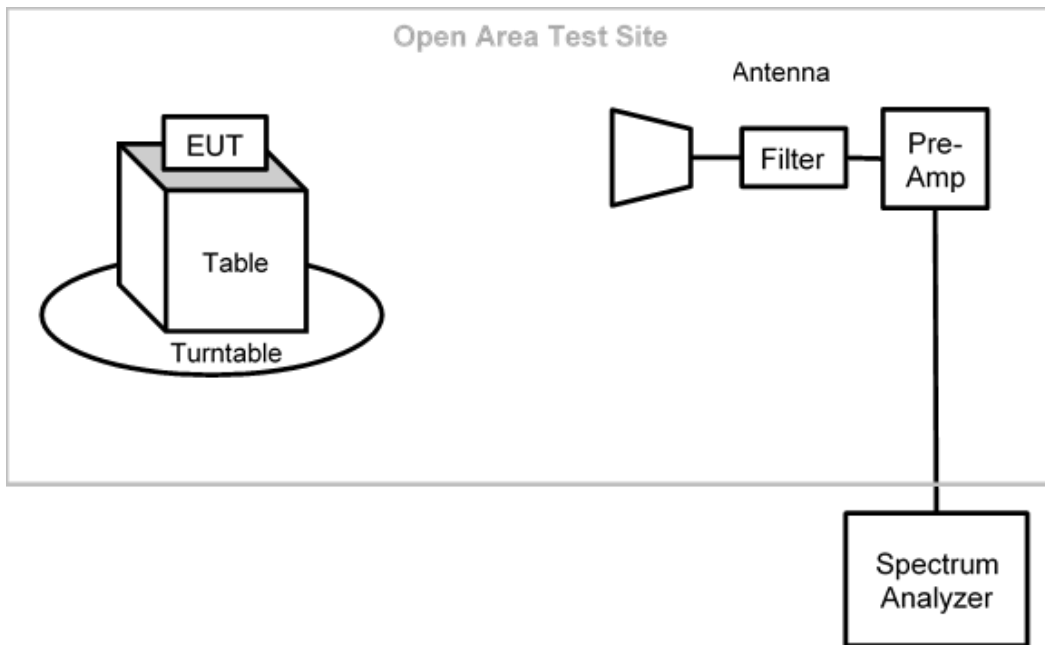 Open Area Test Site
Antenna
EUT
Filter
Pre-
Amp
Table
Turntable
Spectrum
Analyzer